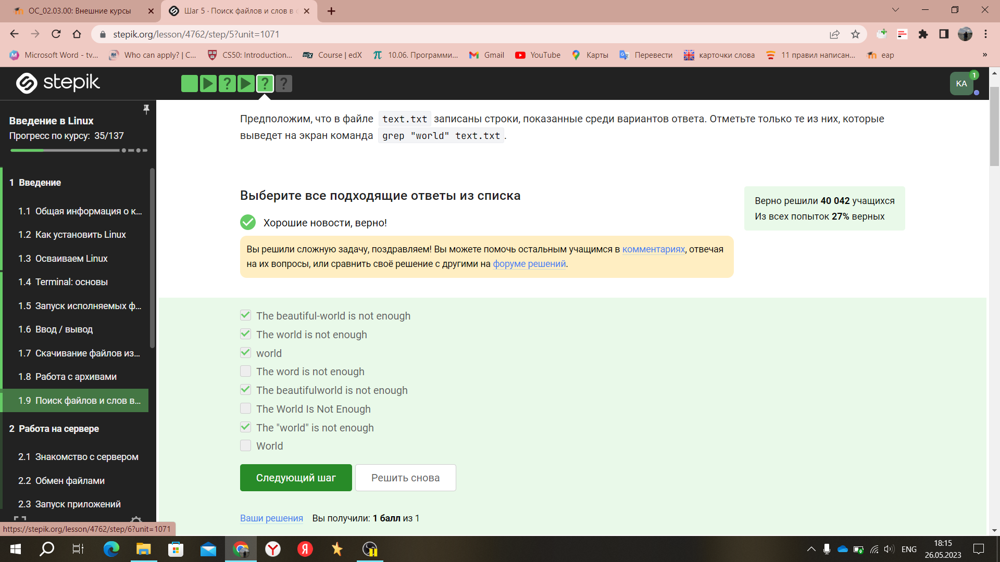 ОС_02.03.00: Внешние курсы
Шаг 5 · Поиск файлов и слов в
stepik.org/lesson/4762/step/5?unit=1071
Microsoft Word - tv...
Who can apply? | C...
CS50: Introduction...
edX
Course | edX
10.06. Программи...
Gmail
YouTube
Карты
Перевести
карточки слова
11 правил написан...
eap
»
stepik
? ? ?
KA
1
Введение в Linux
Прогресс по курсу: 35/137
1 Введение
1.1 Общая информация о к...
1.2 Как установить Linux
1.3 Осваиваем Linux
1.4 Terminal: основы
1.5 Запуск исполняемых ф...
1.6 Ввод / вывод
1.7 Скачивание файлов из...
1.8 Работа с архивами
1.9 Поиск файлов и слов в...
2 Работа на сервере
2.1 Знакомство с сервером
2.2 Обмен файлами
2.3 Запуск приложений
Предположим, что в файле text.txt записаны строки, показанные среди вариантов ответа. Отметьте только те из них, которые
выведет на экран команда grep "world" text.txt.
Выберите все подходящие ответы из списка
Хорошие новости, верно!
Верно решили 40 042 учащихся
Из всех попыток 27% верных
Вы решили сложную задачу, поздравляем! Вы можете помочь остальным учащимся в комментариях, отвечая
на их вопросы, или сравнить своё решение с другими на форуме решений.
The beautiful-world is not enough
The world is not enough
world
The word is not enough
The beautifulworld is not enough
The World Is Not Enough
The "world" is not enough
World
Следующий шаг
Решить снова
Ваши решения Вы получили: 1 балл из 1
https://stepik.org/lesson/4762/step/6?unit=1071
ENG
18:15
26.05.2023